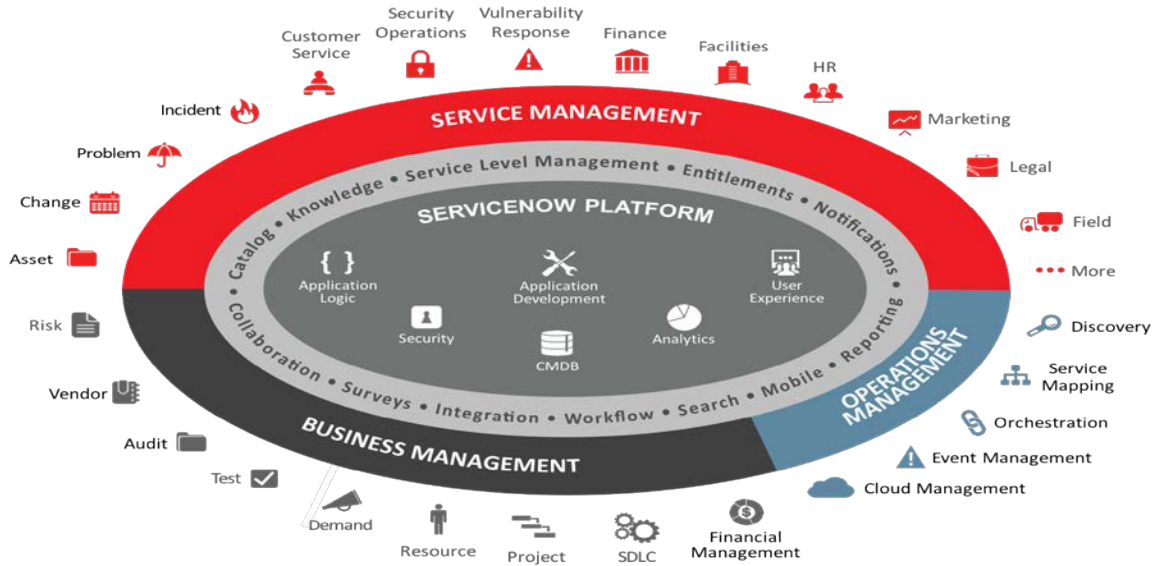 Security
Operations
Vulnerability
Response
Finance
Customer
Service
Facilities
HR
Incident
Marketing
Problem
Legal
Change
Field
Asset
More
Risk
Discovery
Vendor
Service
Mapping
Audit
Orchestration
Test
Event Management
Cloud Management
Demand
Resource
Project
SDLC
Financial
Management
SERVICE MANAGEMENT
OPERATIONS
MANAGEMENT
BUSINESS MANAGEMENT
• Catalog • Knowledge • Service Level Management • Entitlements • Notifications •
• Collaboration • Surveys • Integration • Workflow • Search • Mobile • Reporting •
SERVICENOW PLATFORM
{ }
Application
Logic
Application
Development
User
Experience
Security
CMDB
Analytics